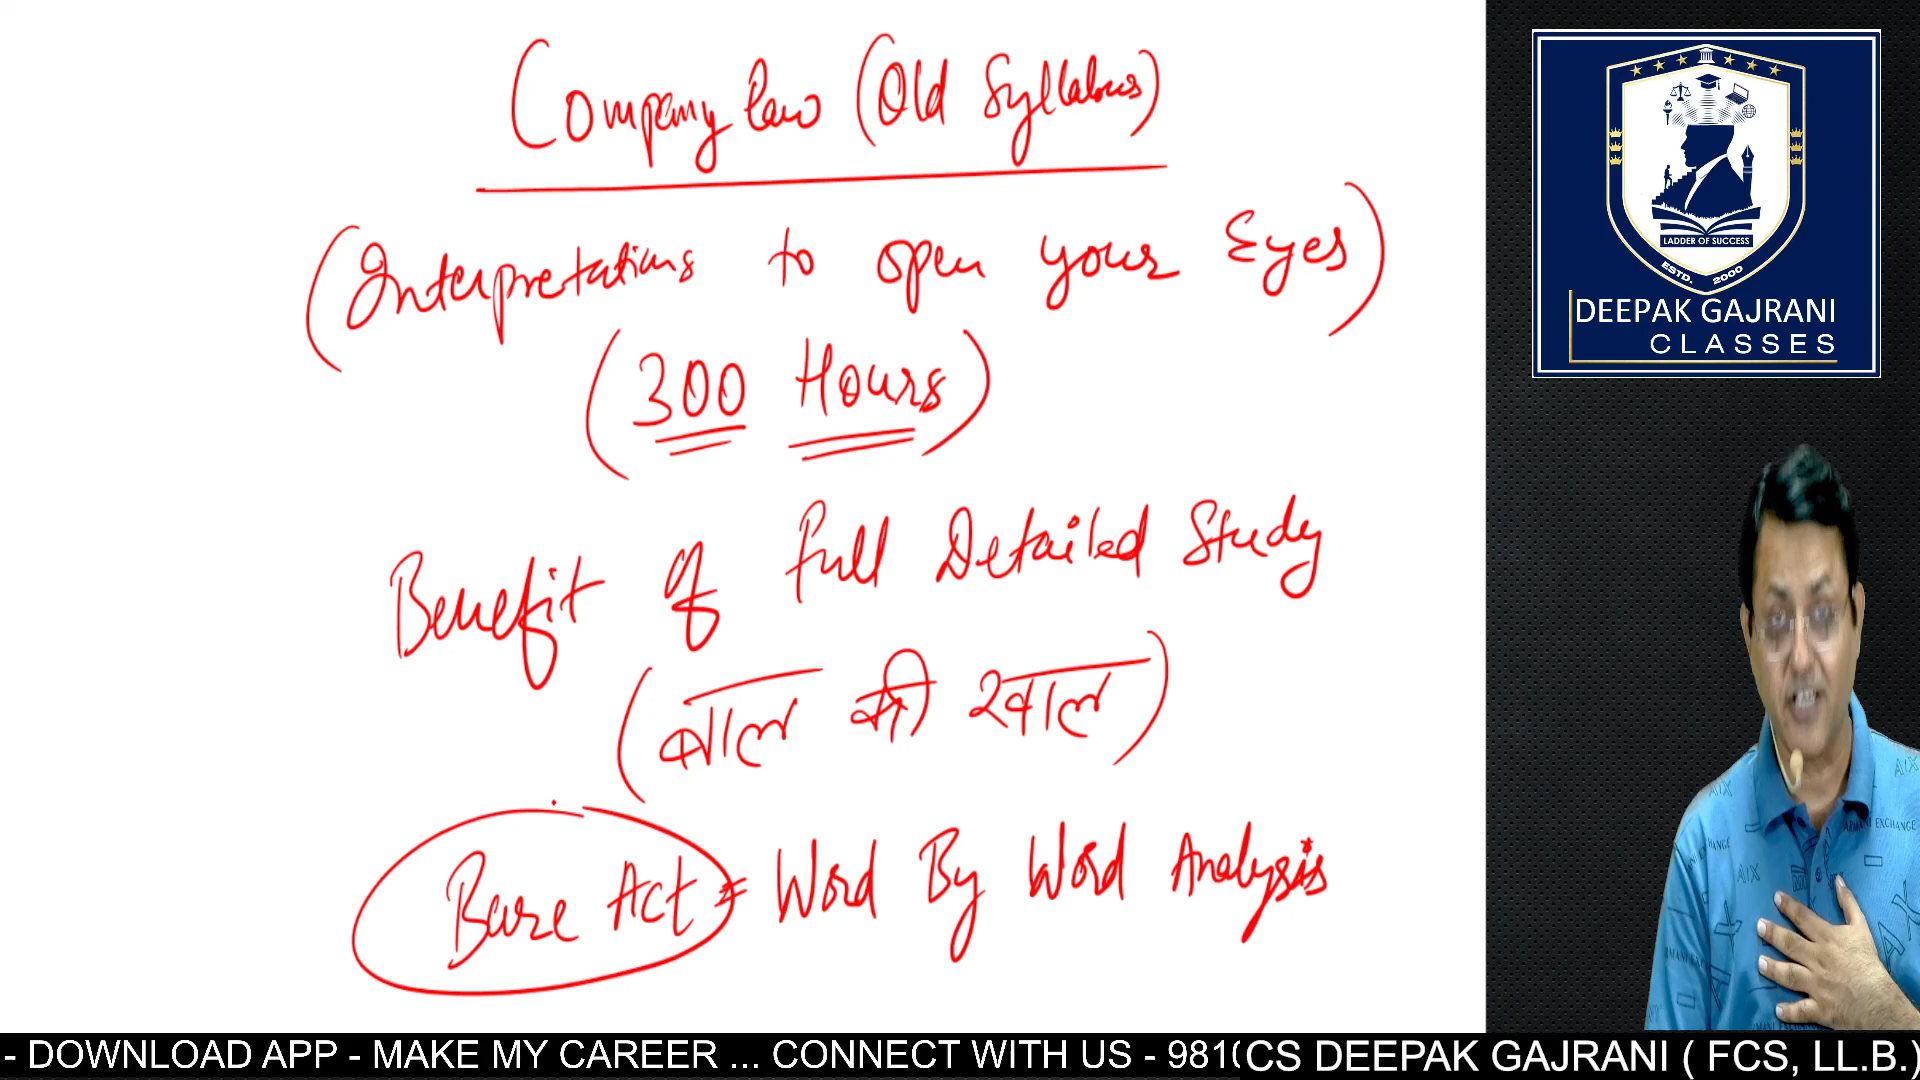 Company Law (Old Syllabus)
(Interpretations to open your Eyes)
(300 Hours)
Benefit of Full Detailed Study
(बाल की खाल)
Bare Act = Word By Word Analysis
LADDER OF SUCCESS
ESTD. 2000
DEEPAK GAJRANI
CLASSES
- DOWNLOAD APP - MAKE MY CAREER ... CONNECT WITH US - 981
CS DEEPAK GAJRANI ( FCS, LL.B.)